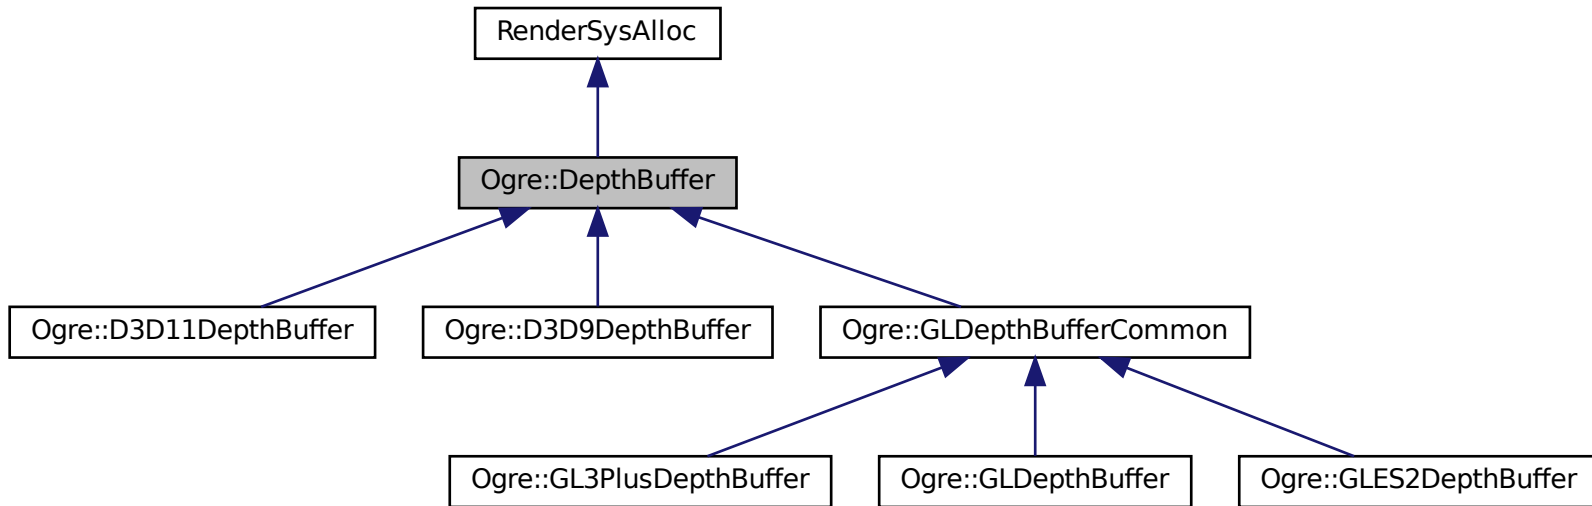 RenderSysAlloc
Ogre::DepthBuffer
Ogre::D3D11DepthBuffer
Ogre::D3D9DepthBuffer
Ogre::GLDepthBufferCommon
Ogre::GL3PlusDepthBuffer
Ogre::GLDepthBuffer
Ogre::GLES2DepthBuffer